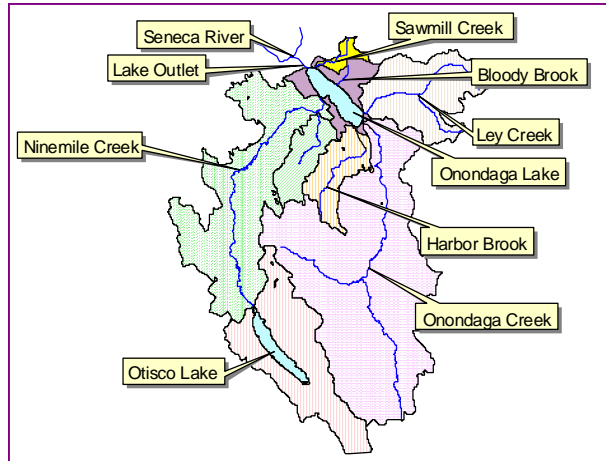 Sawmill Creek
Seneca River
Lake Outlet
Bloody Brook
Ley Creek
Ninemile Creek
Onondaga Lake
Harbor Brook
Onondaga Creek
Otisco Lake